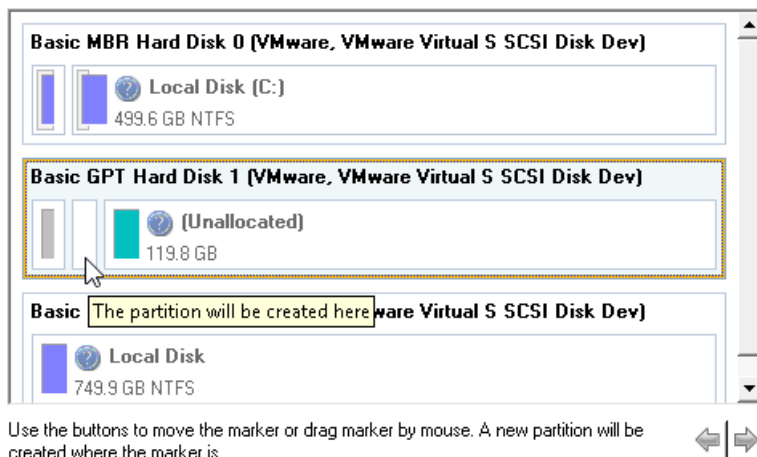 Basic MBR Hard Disk 0 (VMware, VMware Virtual S SCSI Disk Dev)
Local Disk (C:)
499.6 GB NTFS
Basic GPT Hard Disk 1 (VMware, VMware Virtual S SCSI Disk Dev)
(Unallocated)
119.8 GB
Basic The partition will be created here ware Virtual S SCSI Disk Dev)
Local Disk
749.9 GB NTFS
Use the buttons to move the marker or drag marker by mouse. A new partition will be
created where the marker is